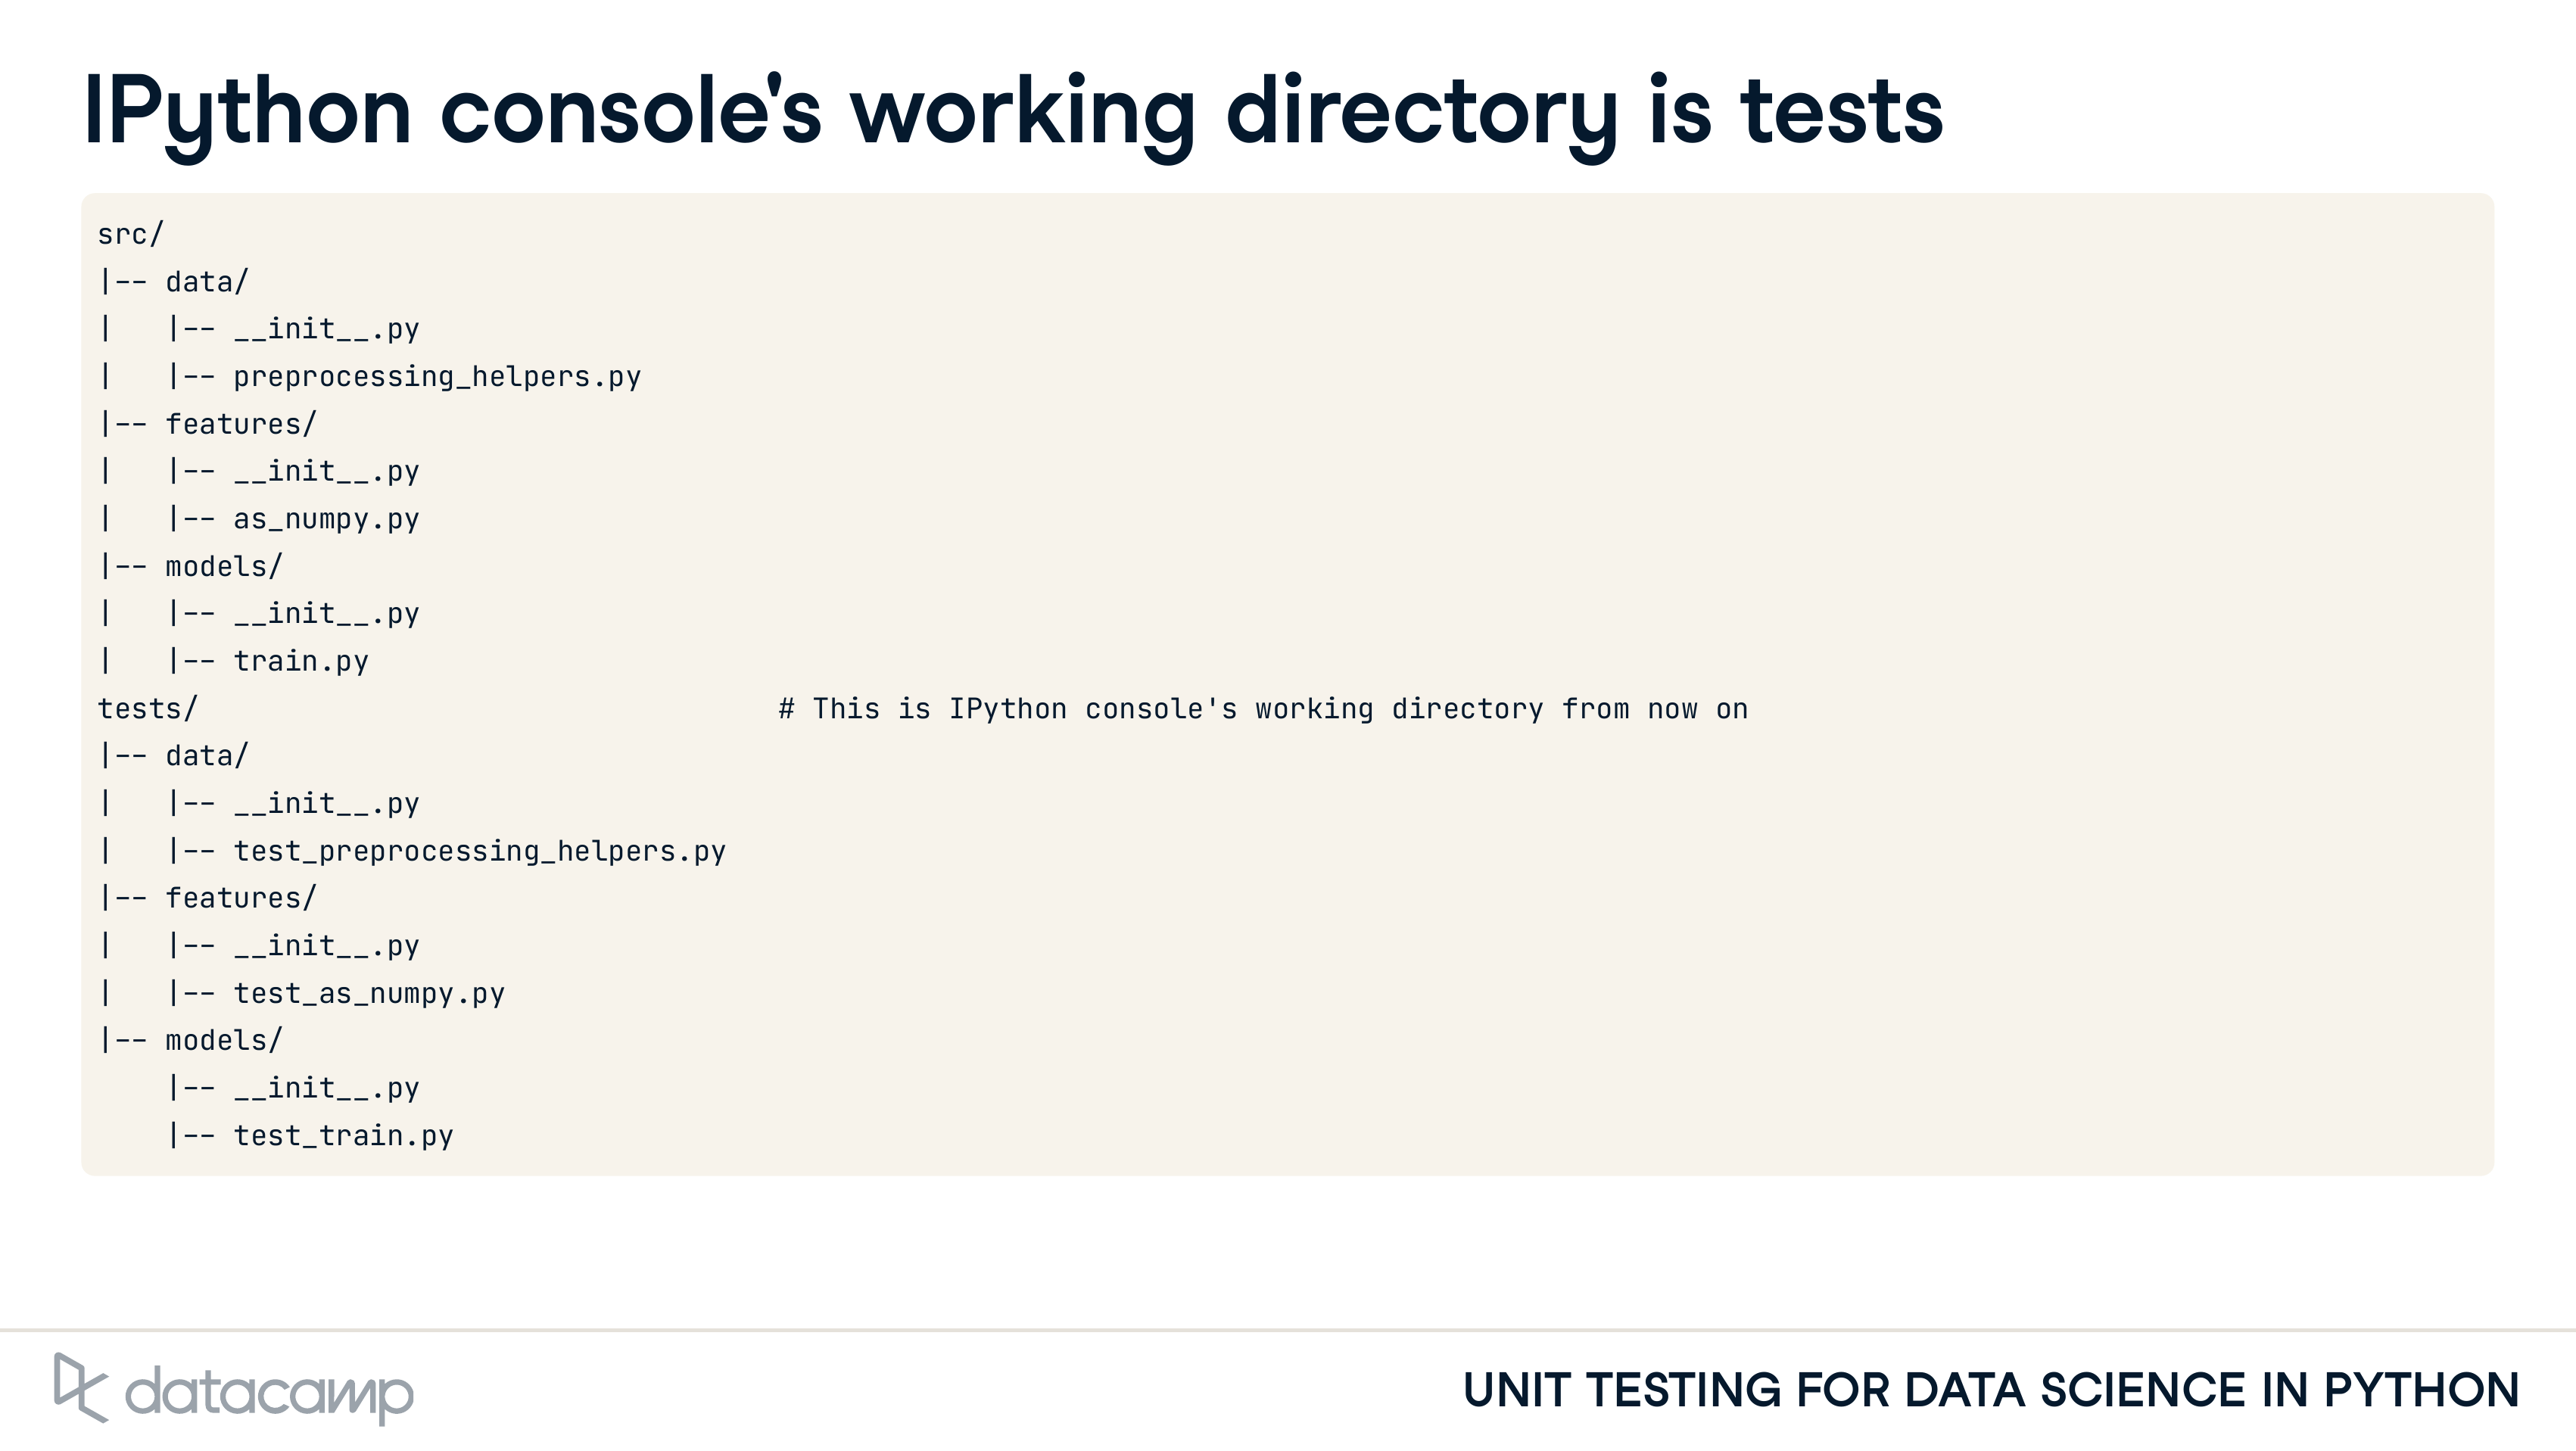 IPython console's working directory is tests
src/
|-- data/
|   |-- __init__.py
|   |-- preprocessing_helpers.py
|-- features/
|   |-- __init__.py
|   |-- as_numpy.py
|-- models/
|   |-- __init__.py
|   |-- train.py
tests/                                  # This is IPython console's working directory from now on
|-- data/
|   |-- __init__.py
|   |-- test_preprocessing_helpers.py
|-- features/
|   |-- __init__.py
|   |-- test_as_numpy.py
|-- models/
    |-- __init__.py
    |-- test_train.py
datacamp
UNIT TESTING FOR DATA SCIENCE IN PYTHON